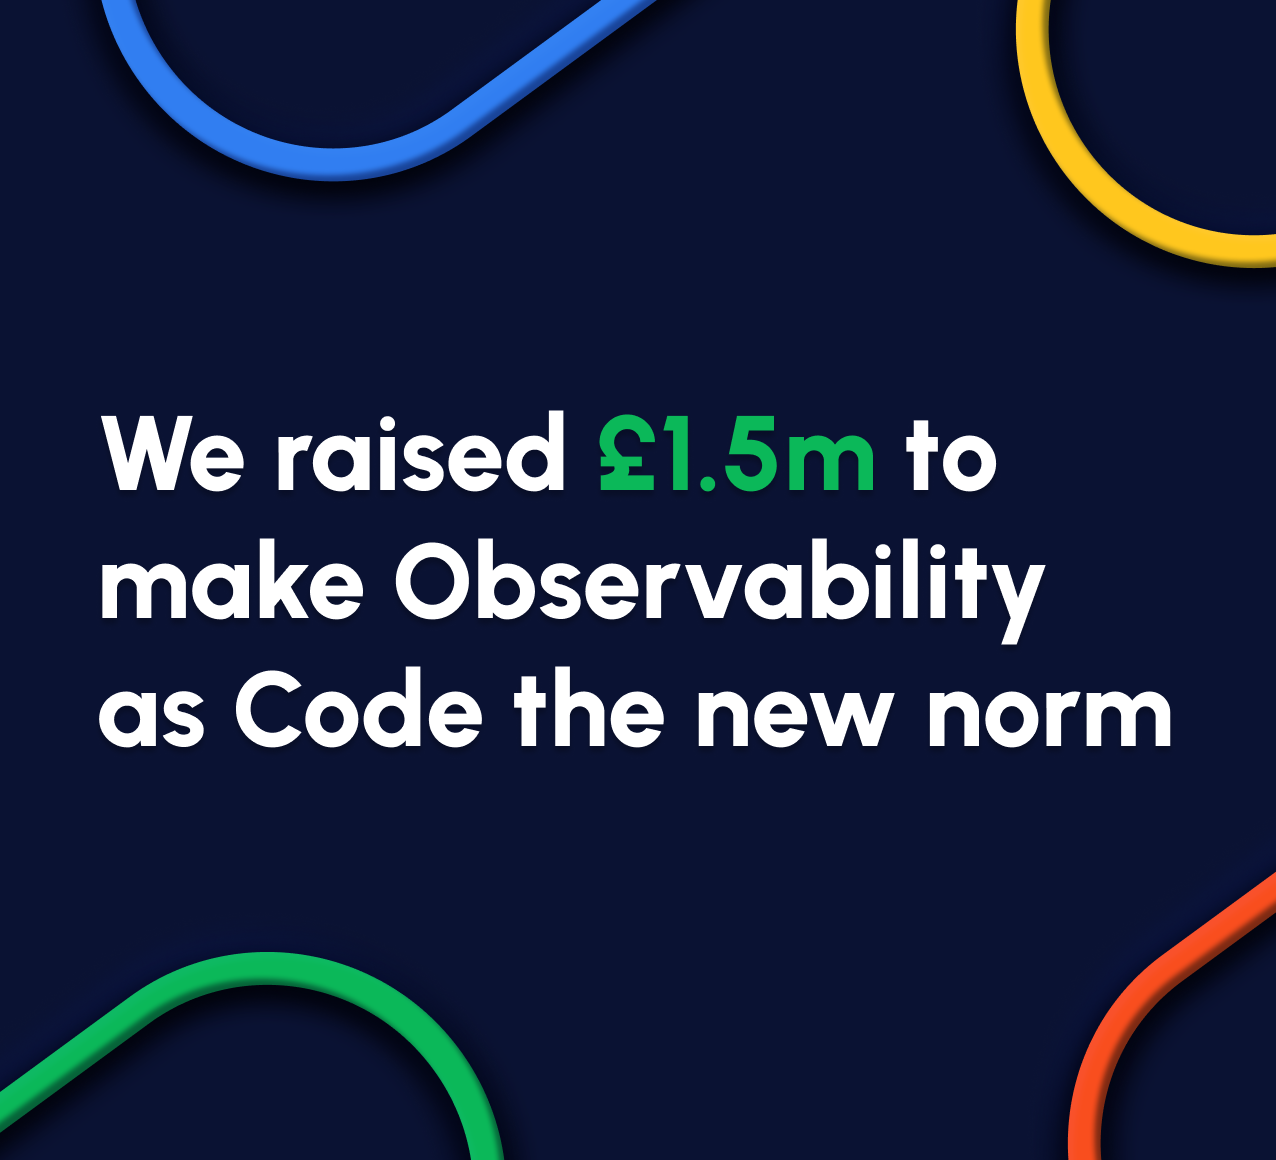 We raised £1.5m to
make Observability
as Code the new norm